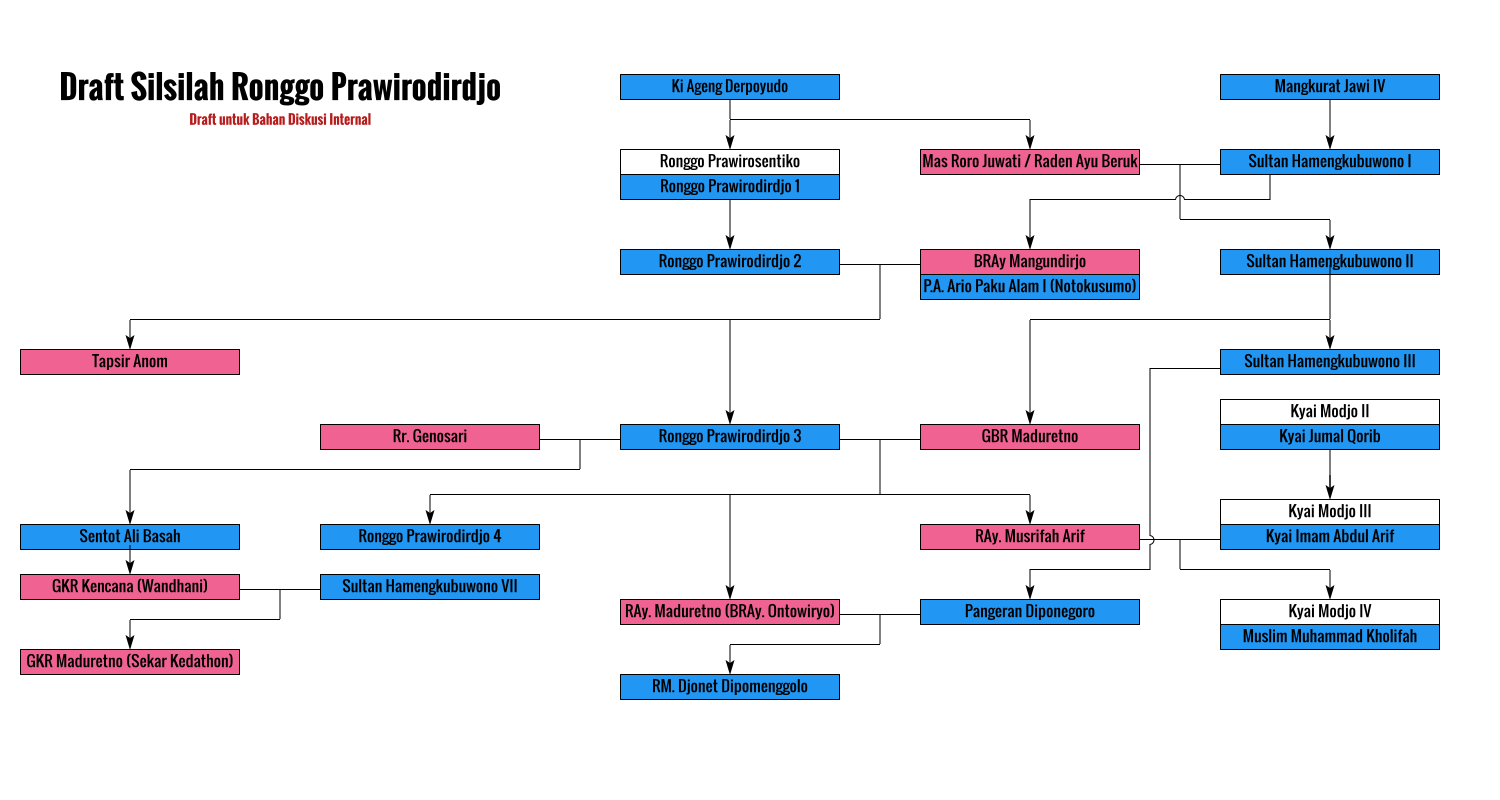 Draft Silsilah Ronggo Prawirodirdjo
Draft untuk Bahan Diskusi Internal
Ki Ageng Derpoyudo
Mangkurat Jawi IV
Ronggo Prawirosentiko
Ronggo Prawirodirdjo 1
Mas Roro Juwati / Raden Ayu Beruk
Sultan Hamengkubuwono I
Ronggo Prawirodirdjo 2
BRAy Mangundirjo
P.A. Ario Paku Alam I (Notokusumo)
Sultan Hamengkubuwono II
Tapsir Anom
Sultan Hamengkubuwono III
Rr. Genosari
Ronggo Prawirodirdjo 3
GBR Maduretno
Kyai Modjo II
Kyai Jumal Qorib
Sentot Ali Basah
Ronggo Prawirodirdjo 4
RAy. Musrifah Arif
Kyai Modjo III
Kyai Imam Abdul Arif
GKR Kencana (Wandhani)
Sultan Hamengkubuwono VII
RAy. Maduretno (BRAy. Ontowiryo)
Pangeran Diponegoro
Kyai Modjo IV
Muslim Muhammad Kholifah
GKR Maduretno (Sekar Kedathon)
RM. Djonet Dipomenggolo